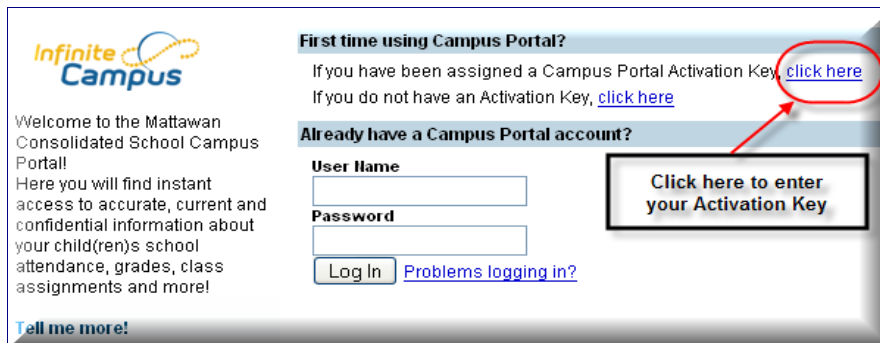 Infinite
Campus
Welcome to the Mattawan
Consolidated School Campus
Portal!
Here you will find instant
access to accurate, current and
confidential information about
your child(ren)s school
attendance, grades, class
assignments and more!
Tell me more!
First time using Campus Portal?
If you have been assigned a Campus Portal Activation Key, click here
If you do not have an Activation Key, click here
Already have a Campus Portal account?
User Name
Password
Log In Problems logging in?
Click here to enter
your Activation Key